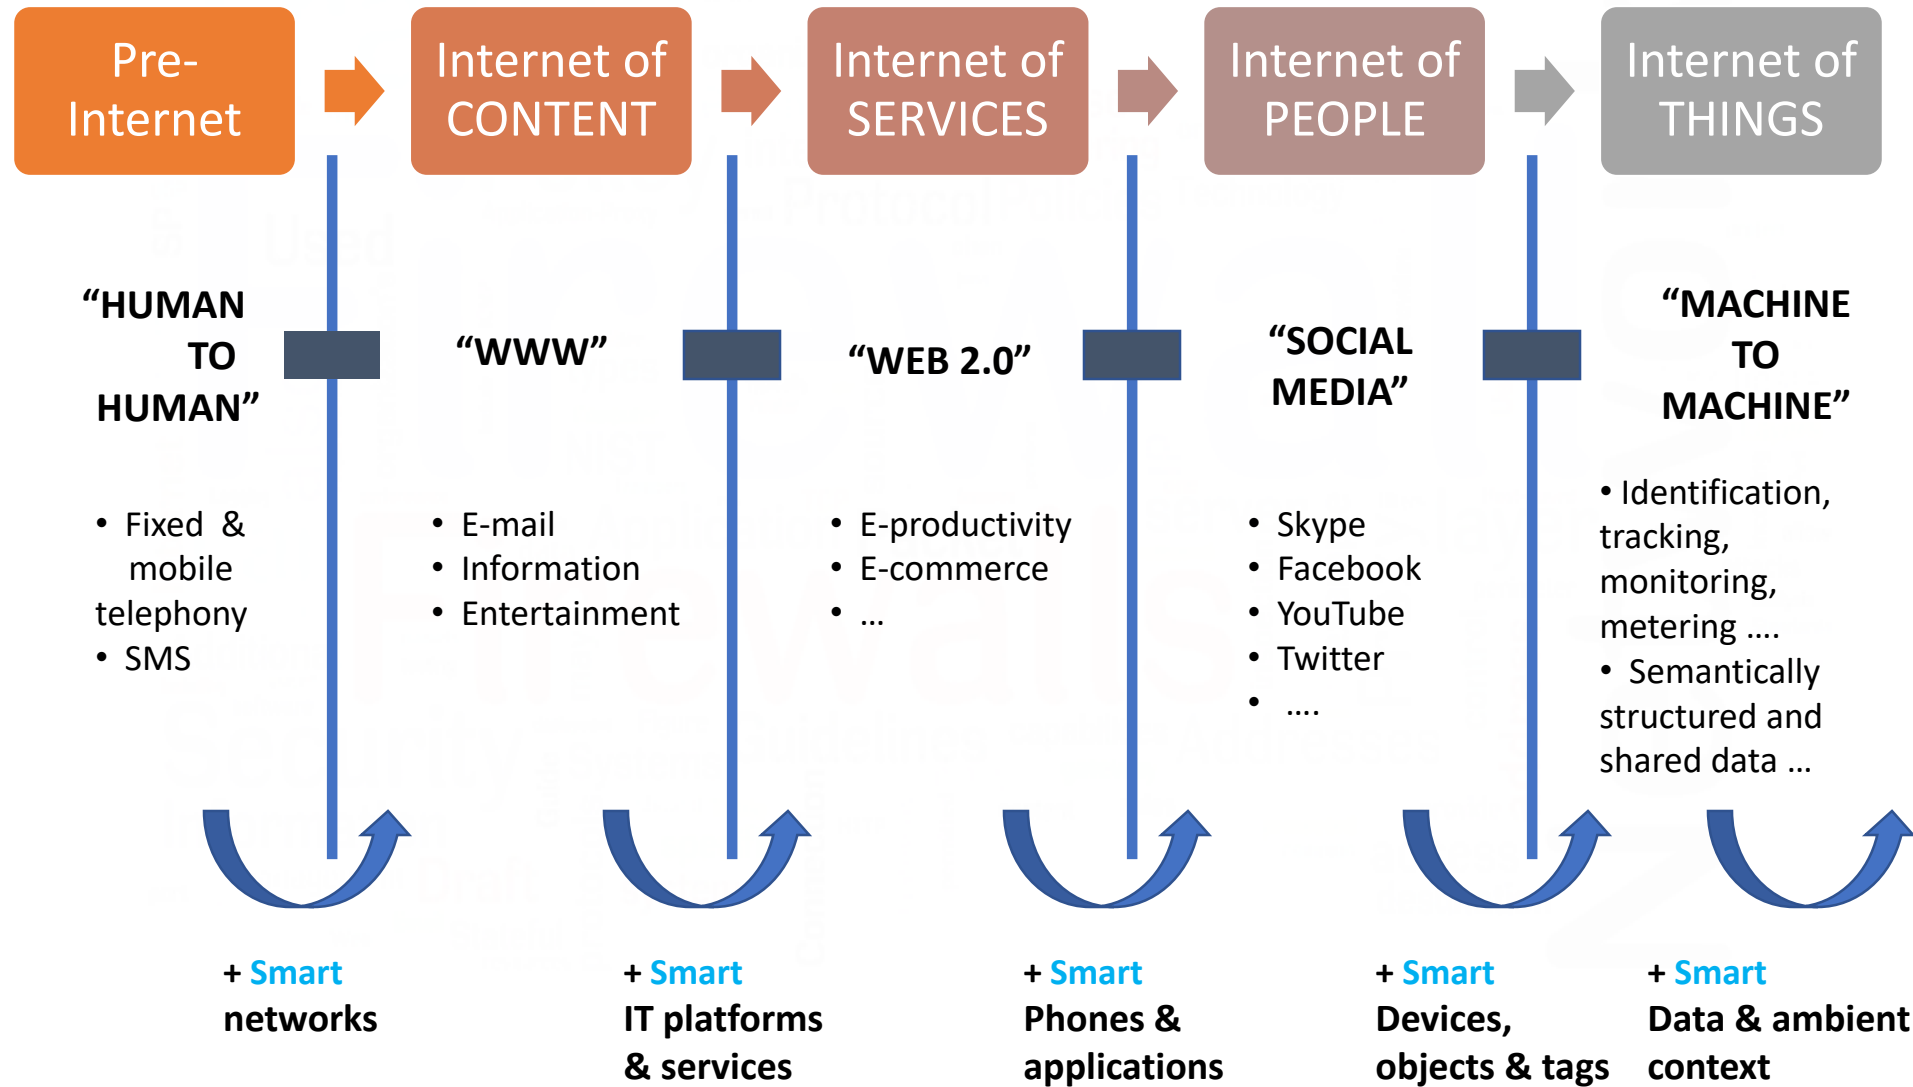 Pre-
Internet
Internet of
CONTENT
Internet of
SERVICES
Internet of
PEOPLE
Internet of
THINGS
“HUMAN
TO
HUMAN”
“WWW”
“WEB 2.0”
“SOCIAL
MEDIA”
“MACHINE
TO
MACHINE”
• Fixed & 
mobile
telephony
• SMS
• E-mail
• Information
• Entertainment
• E-productivity
• E-commerce
• ...
• Skype
• Facebook
• YouTube
• Twitter
• ....
• Identification,
tracking,
monitoring,
metering ....
• Semantically
structured and
shared data ...
+ Smart
networks
+ Smart
IT platforms
& services
+ Smart
Phones &
applications
+ Smart
Devices,
objects & tags
+ Smart
Data & ambient
context